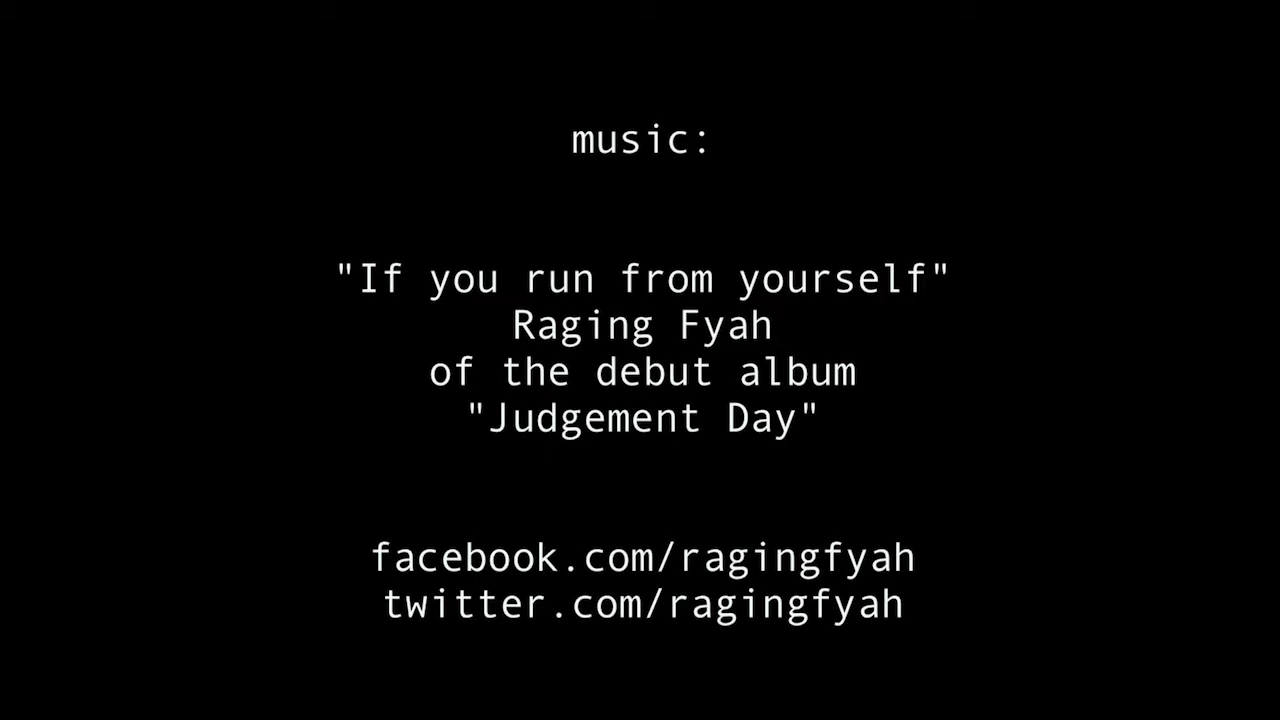 music:
"If you run from yourself"
Raging Fyah
of the debut album
"Judgement Day"
facebook.com/ragingfyah
twitter.com/ragingfyah